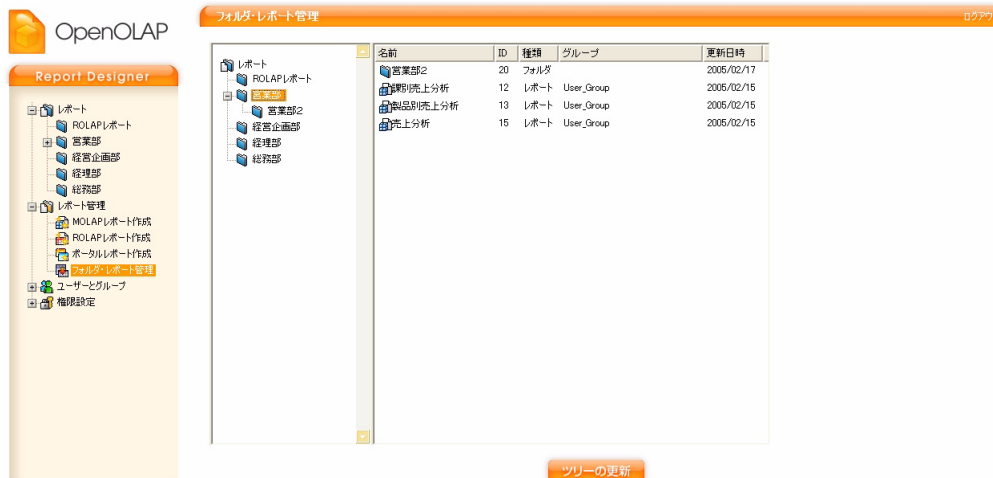 OpenOLAP
フォルダ・レポート管理
ログアウ
Report Designer
レポート
ROLAPレポート
営業部
経営企画部
経理部
総務部
レポート管理
MOLAPレポート作成
ROLAPレポート作成
ポータルレポート作成
フォルダ・レポート管理
ユーザーとグループ
権限設定
レポート
ROLAPレポート
営業部
営業部2
経営企画部
経理部
総務部
名前 ID 種類 グループ 更新日時
営業部2 20 フォルダ 2005/02/17
課別売上分析 12 レポート User_Group 2005/02/15
製品別売上分析 13 レポート User_Group 2005/02/15
売上分析 15 レポート User_Group 2005/02/15
ツリーの更新